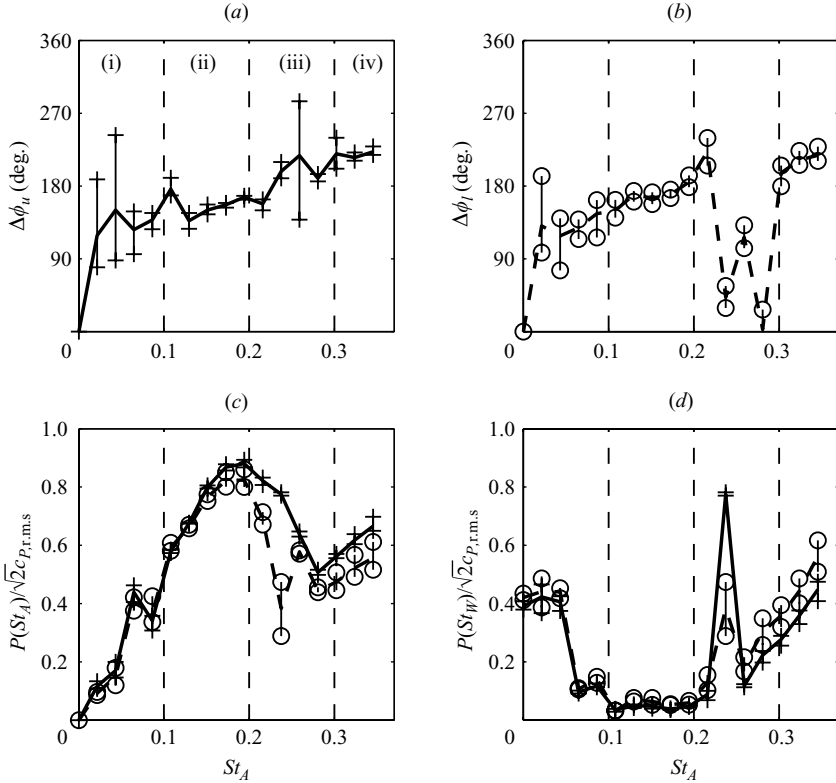 (a)
(b)
360
(i)
(ii)
(iii)
(iv)
270
Δϕu (deg.)
180
90
0
0.1
0.2
0.3
360
270
Δϕl (deg.)
180
90
0
0.1
0.2
0.3
(c)
(d)
1.0
0.8
0.6
P(StA)/√2cP,r.m.s
0.4
0.2
0
0.1
0.2
0.3
StA
1.0
0.8
0.6
P(StW)/√2cP,r.m.s
0.4
0.2
0
0.1
0.2
0.3
StA